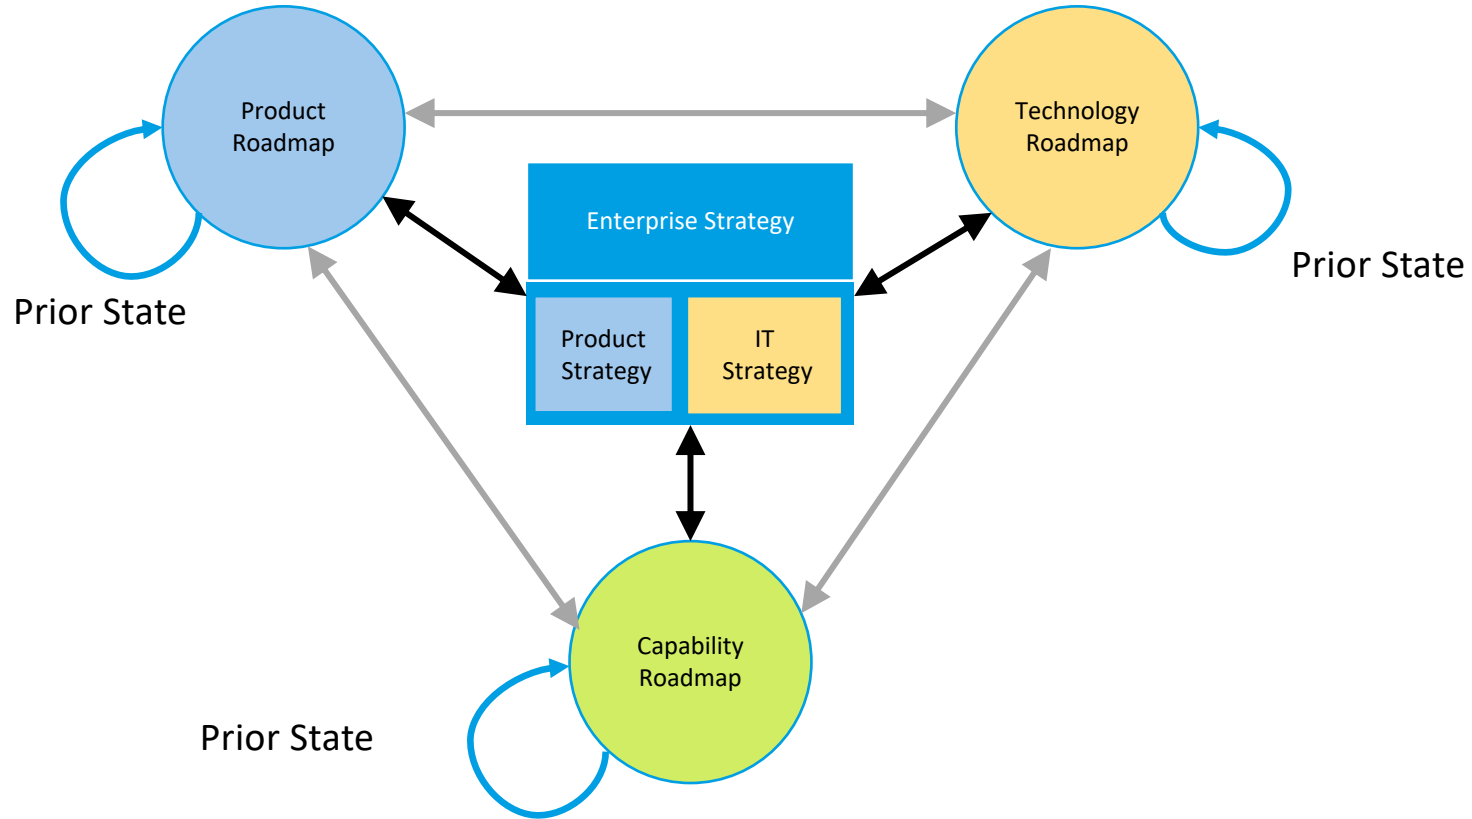 Product
Roadmap
Technology
Roadmap
Enterprise Strategy
Prior State
Prior State
Product
Strategy
IT
Strategy
Capability
Roadmap
Prior State